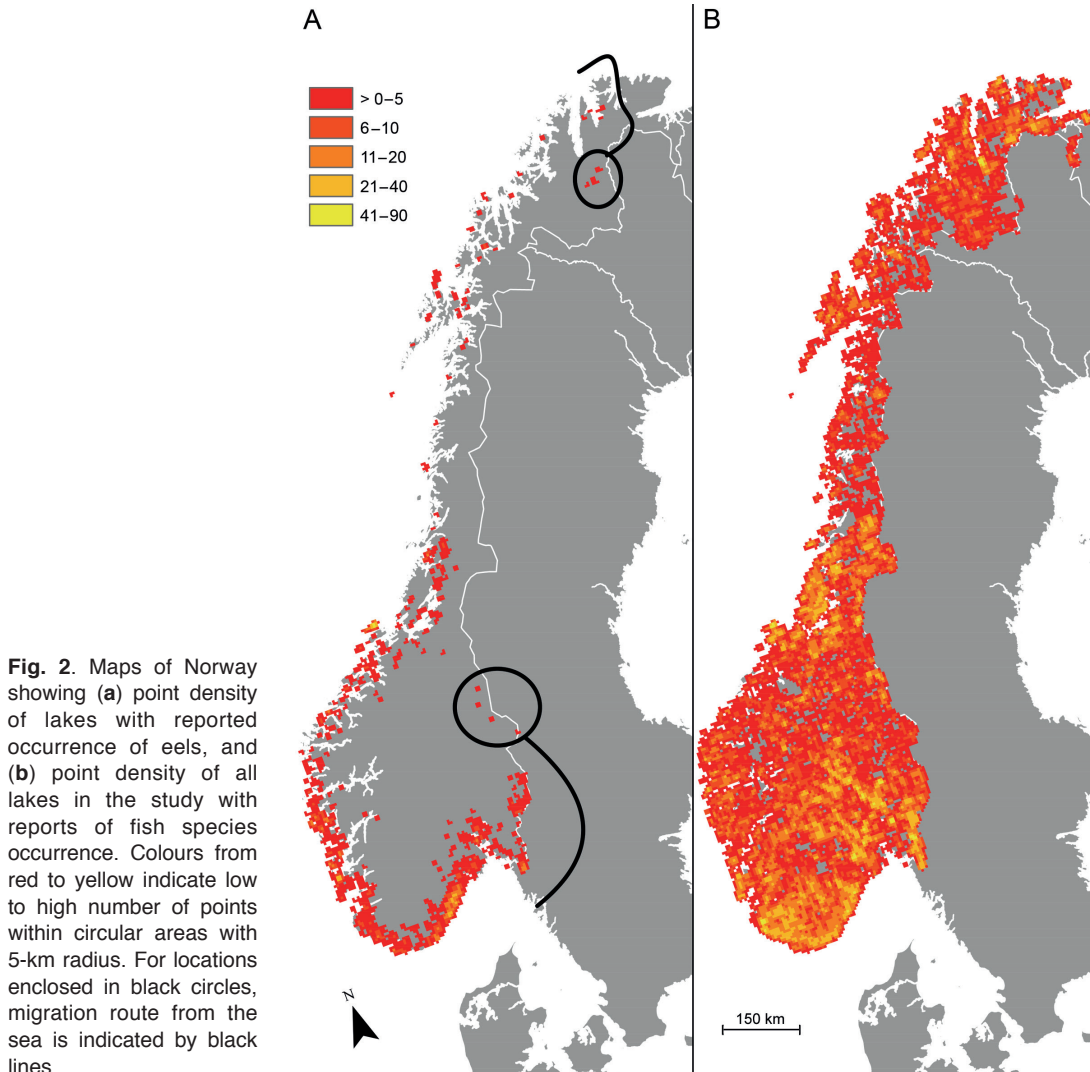 A
B
> 0–5
6–10
11–20
21–40
41–90
Fig. 2. Maps of Norway
showing (a) point density
of lakes with reported
occurrence of eels, and
(b) point density of all
lakes in the study with
reports of fish species
occurrence. Colours from
red to yellow indicate low
to high number of points
within circular areas with
5-km radius. For locations
enclosed in black circles,
migration route from the
sea is indicated by black
lines.
N
150 km